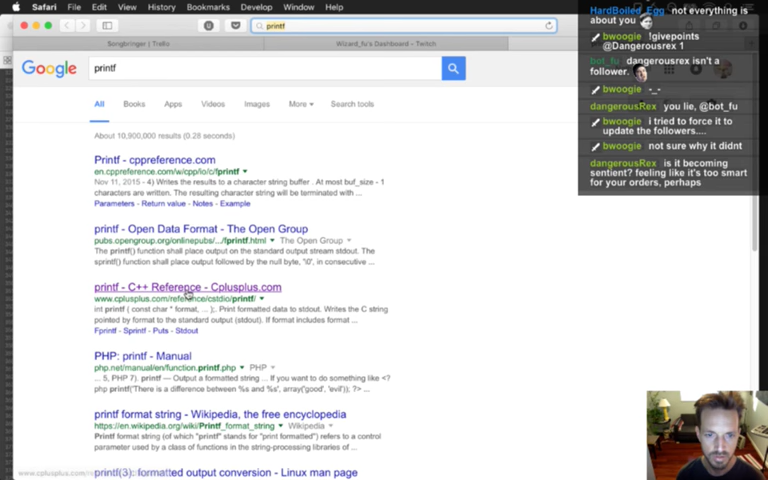 Safari File Edit View History Bookmarks Develop Window Help
printf
Songbringer | Trello
Wizard_fu's Dashboard - Twitch
Google
printf
All Books Apps Videos Images More Search tools
About 10,900,000 results (0.28 seconds)
Printf - cppreference.com
en.cppreference.com/w/cpp/io/c/fprintf
Nov 11, 2015 - 4) Writes the results to a character string buffer . At most buf_size - 1
characters are written. The resulting character string will be terminated with ...
Parameters - Return value - Notes - Example
printf - Open Data Format - The Open Group
pubs.opengroup.org/onlinepubs/.../fprintf.html The Open Group
The printf() function shall place output on the standard output stream stdout. The
sprintf() function shall place output followed by the null byte, '\0', in consecutive ...
printf - C++ Reference - Cplusplus.com
www.cplusplus.com/reference/cstdio/printf/
int printf ( const char * format, ... );. Print formatted data to stdout. Writes the C string
pointed by format to the standard output (stdout). If format includes format ...
Fprintf - Sprintf - Puts - Stdout
PHP: printf - Manual
php.net/manual/en/function.printf.php PHP
... 5, PHP 7). printf — Output a formatted string ... If you want to do something like <?
php printf('There is a difference between %s and %s', array('good', 'evil')); ?> ...
printf format string - Wikipedia, the free encyclopedia
https://en.wikipedia.org/wiki/Printf_format_string Wikipedia
Printf format string (of which "printf" stands for "print formatted") refers to a control
parameter used by a class of functions in the string-processing libraries of ...
printf(3): formatted output conversion - Linux man page
HardBoiled_Egg not everything is
about you
bwoogie !givepoints
@Dangerousrex 1
bot_fu dangerousrex isn't a
follower.
bwoogie -_-
dangerousRex you lie, @bot_fu
bwoogie i tried to force it to
update the followers....
bwoogie not sure why it didnt
dangerousRex is it becoming
sentient? feeling like it's too smart
for your orders, perhaps